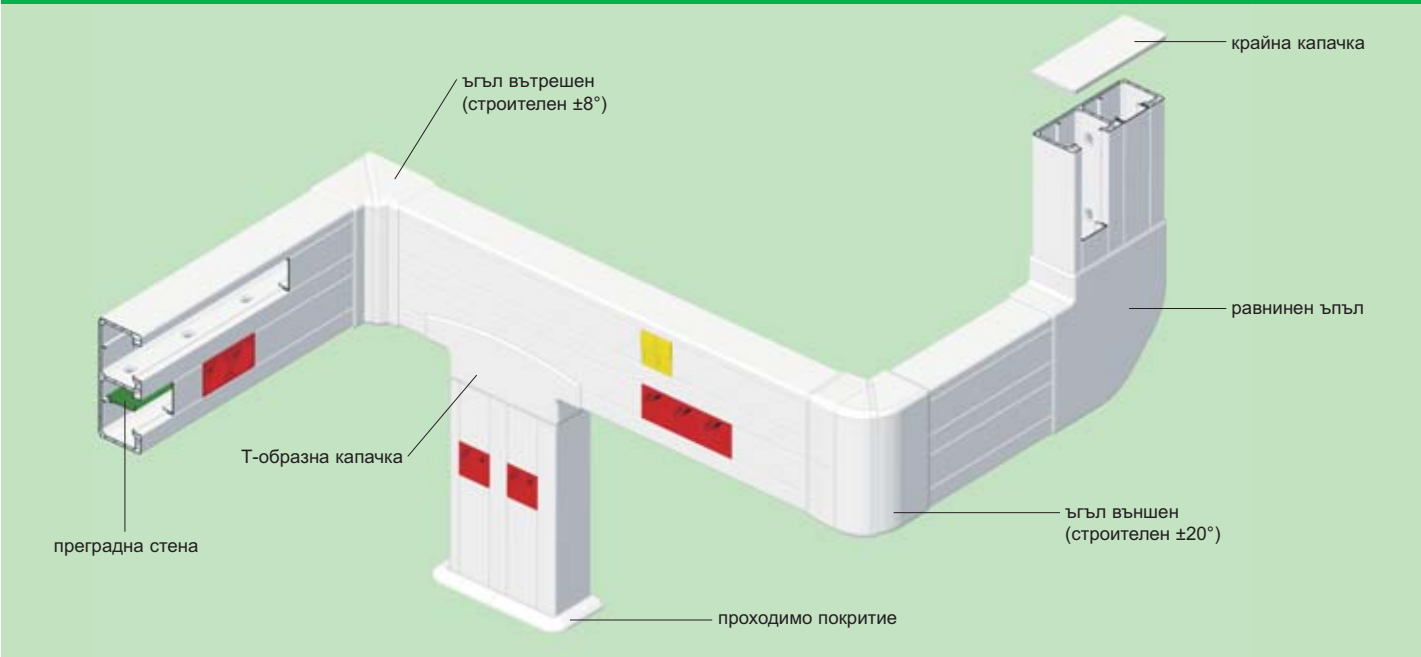 крайна капачка
ъгъл вътрешен
(строителен ±8°)
равнинен ъпъл
Т-образна капачка
ъгъл външен
(строителен ±20°)
преградна стена
проходимо покритие